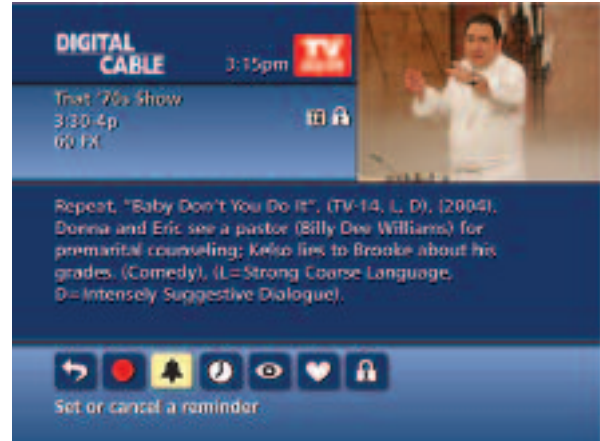 DIGITAL
CABLE
3:15pm
TV
That '70s Show
3:30-4p
60 FX
Repeat, "Baby Don't You Do It", (TV-14, L, D), (2004),
Donna and Eric see a pastor (Billy Dee Williams) for
premarital counseling; Kelso lies to Brooke about his
grades. (Comedy), (L=Strong Coarse Language,
D=Intensely Suggestive Dialogue).
Set or cancel a reminder